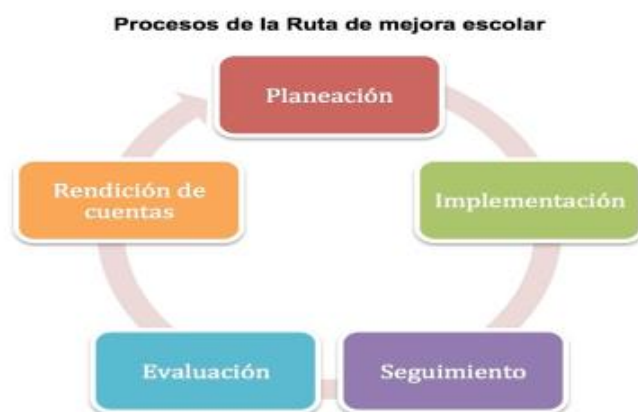 Procesos de la Ruta de mejora escolar
Planeación
Implementación
Seguimiento
Evaluación
Rendición de
cuentas